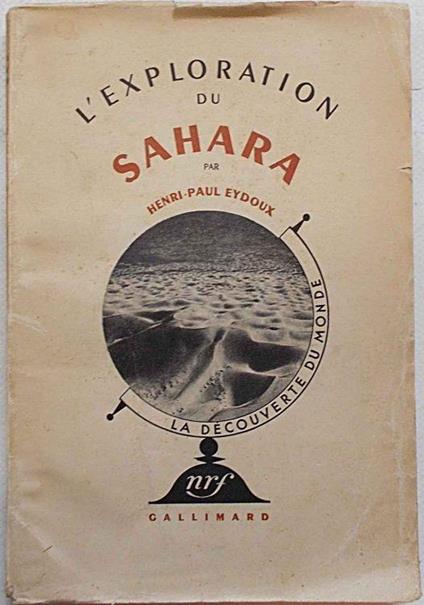 L'EXPLORATION
DU
SAHARA
PAR
HENRI-PAUL EYDOUX
LA DÉCOUVERTE DU MONDE
nrf
GALLIMARD